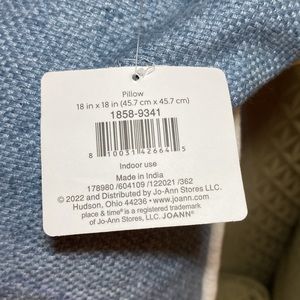 Pillow
18 in x 18 in (45.7 cm x 45.7 cm)
1858-9341
8 10031 42664 5
Indoor use
Made in India
178980 /604109 /122021 /362
© 2022 and Distributed by Jo-Ann Stores LLC.
Hudson, Ohio 44236 • www.joann.com
place & time® is a registered trademark
of Jo-Ann Stores, LLC. JOANN®